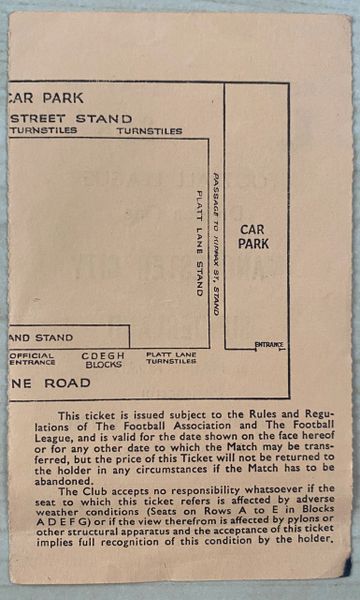 CAR PARK
STREET STAND
TURNSTILES TURNSTILES
PLATT LANE STAND
PASSAGE TO KIPPAX ST. STAND
CAR
PARK
AND STAND
ENTRANCE
OFFICIAL
ENTRANCE
CDEGH
BLOCKS
PLATT LANE
TURNSTILES
NE ROAD
This ticket is issued subject to the Rules and Regu-
lations of The Football Association and The Football
League, and is valid for the date shown on the face hereof
or for any other date to which the Match may be trans-
ferred, but the price of this Ticket will not be returned to
the holder in any circumstances if the Match has to be
abandoned.
The Club accepts no responsibility whatsoever if the
seat to which this ticket refers is affected by adverse
weather conditions (Seats on Rows A to E in Blocks
A D E F G) or if the view therefrom is affected by pylons or
other structural apparatus and the acceptance of this ticket
implies full recognition of this condition by the holder.